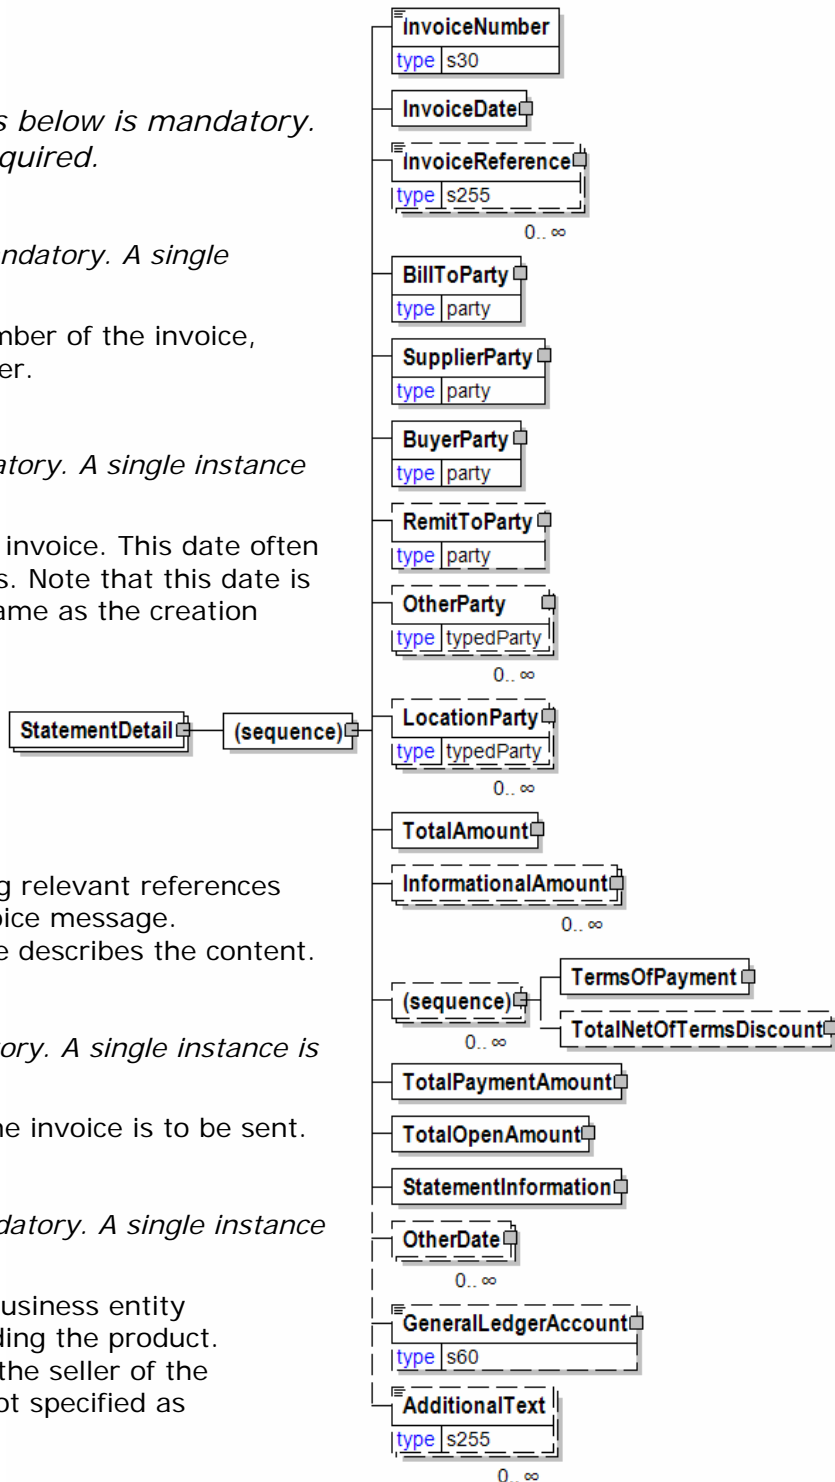 s below is mandatory.
quired.
ndatory. A single
mber of the invoice,
er.
atory. A single instance
invoice. This date often
s. Note that this date is
ame as the creation
g relevant references
oice message.
e describes the content.
ory. A single instance is
ne invoice is to be sent.
datory. A single instance
usiness entity
ding the product.
the seller of the
ot specified as
StatementDetail
(sequence)
InvoiceNumber
type s30
InvoiceDate
InvoiceReference
type s255
0.. ∞
BillToParty
type party
SupplierParty
type party
BuyerParty
type party
RemitToParty
type party
OtherParty
type typedParty
0.. ∞
LocationParty
type typedParty
0.. ∞
TotalAmount
InformationalAmount
0.. ∞
(sequence)
0.. ∞
TermsOfPayment
TotalNetOfTermsDiscount
TotalPaymentAmount
TotalOpenAmount
StatementInformation
OtherDate
0.. ∞
GeneralLedgerAccount
type s60
AdditionalText
type s255
0.. ∞